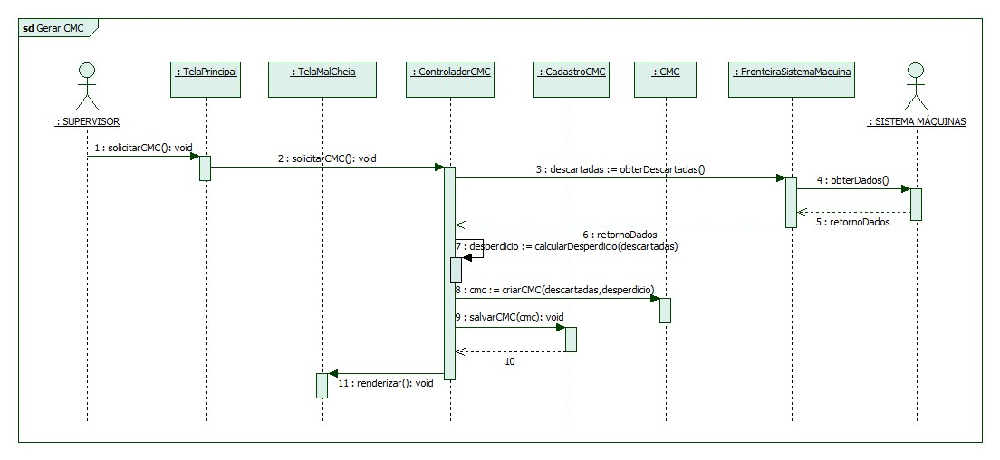 sd Gerar CMC
: TelaPrincipal
: TelaMalCheia
: ControladorCMC
: CadastroCMC
: CMC
: FronteiraSistemaMaquina
: SUPERVISOR
: SISTEMA MÁQUINAS
1 : solicitarCMC(): void
2 : solicitarCMC(): void
3 : descartadas := obterDescartadas()
4 : obterDados()
5 : retornoDados
6 : retornoDados
7 : desperdicio := calcularDesperdicio(descartadas)
8 : cmc := criarCMC(descartadas,desperdicio)
9 : salvarCMC(cmc): void
10
11 : renderizar(): void